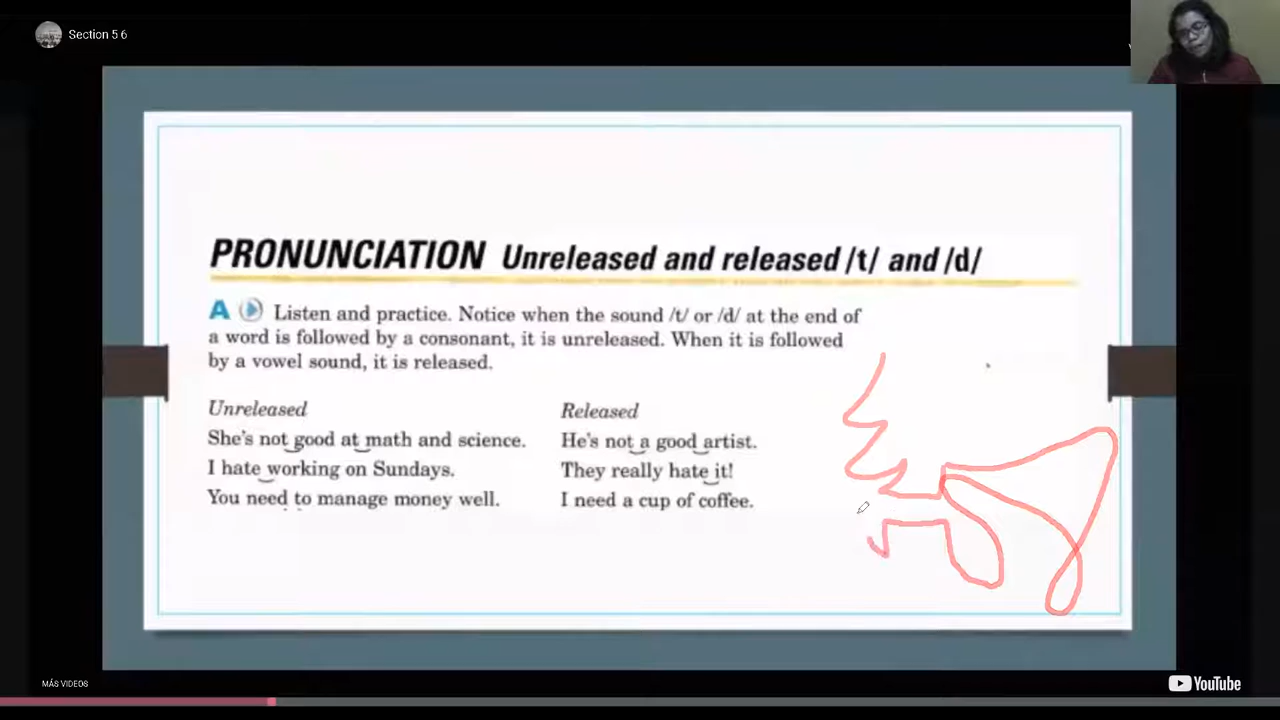 Section 5 6
PRONUNCIATION Unreleased and released /t/ and /d/
A Listen and practice. Notice when the sound /t/ or /d/ at the end of
a word is followed by a consonant, it is unreleased. When it is followed
by a vowel sound, it is released.
Unreleased
She's not good at math and science.
I hate working on Sundays.
You need to manage money well.
Released
He's not a good artist.
They really hate it!
I need a cup of coffee.
MÁS VIDEOS
YouTube